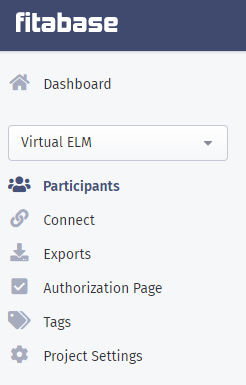 fitabase
Dashboard
Virtual ELM
Participants
Connect
Exports
Authorization Page
Tags
Project Settings